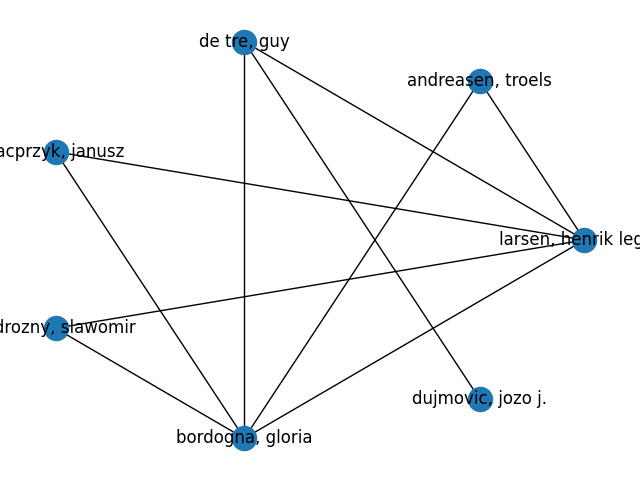 de tre, guy
andreasen, troels
acprzyk, janusz
larsen, henrik leg
drozny, slawomir
dujmovic, jozo j.
bordogna, gloria